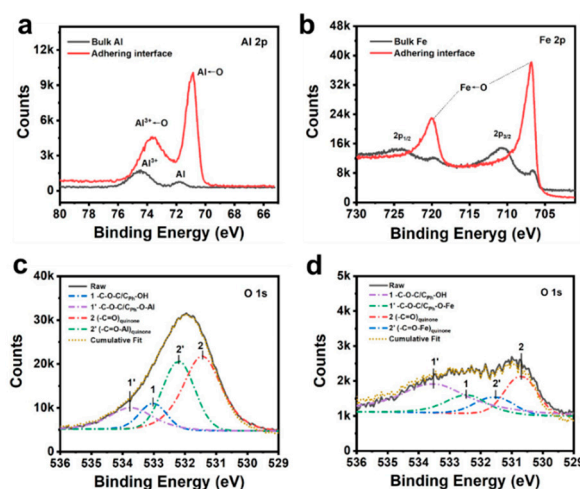 a
Al 2p
Bulk Al
Adhering interface
Al←O
Al3+←O
Al3+
Al
12k
9k
6k
3k
0
Counts
80 78 76 74 72 70 68 66
Binding Eneryg (eV)
b
Fe 2p
Bulk Fe
Adhering interface
Fe←O
2p1/2
2p3/2
48k
36k
24k
12k
0
Counts
730 725 720 715 710 705
Binding Energy (eV)
c
O 1s
Raw
1 -C-O-C/CPh-OH
1' -C-O-C/CPh-O-Al
2 (-C=O)quinone
2' (-C=O-Al)quinone
Cumulative Fit
1' 1 2' 2
40k
30k
20k
10k
0
Counts
536 535 534 533 532 531 530 529
Binding Energy (eV)
d
O 1s
Raw
1 -C-O-C/CPh-OH
1' -C-O-C/CPh-O-Fe
2 (-C=O)quinone
2' (-C=O-Fe)quinone
Cumulative Fit
1' 1 2' 2
5k
4k
3k
2k
1k
0
Counts
536 535 534 533 532 531 530 529
Binding Energy (eV)